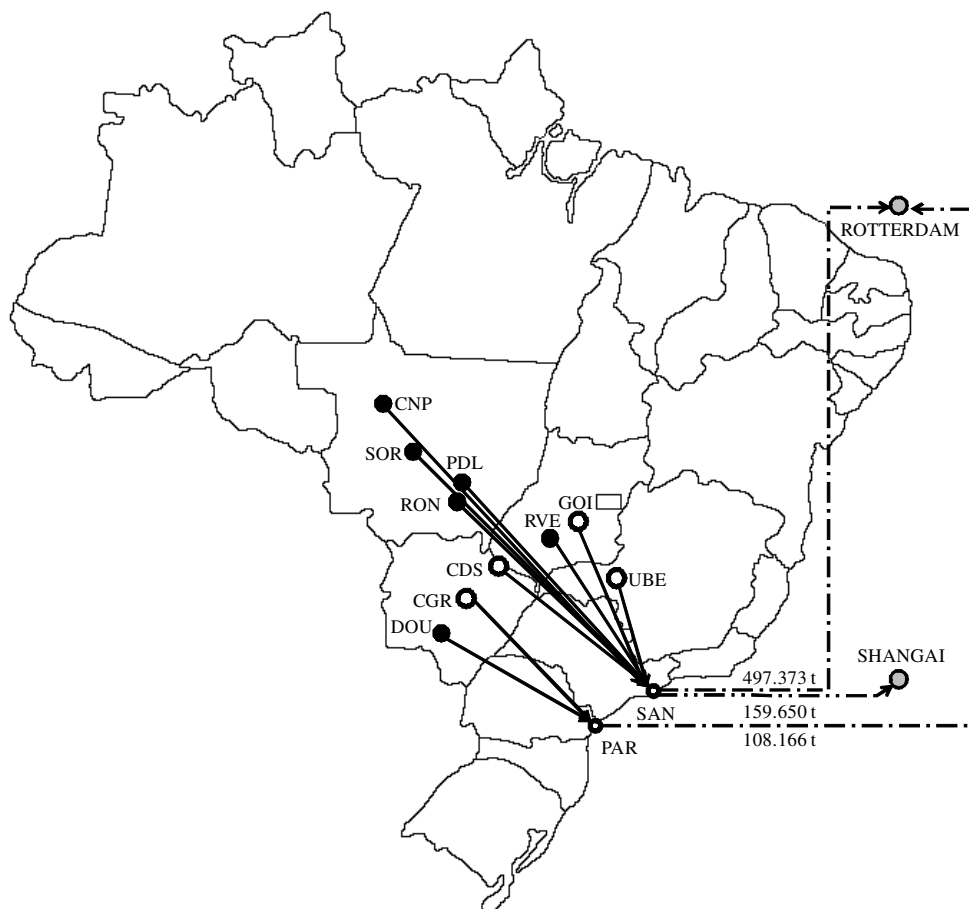 ROTTERDAM
CNP
SOR
PDL
RON
GOI
RVE
CDS
UBE
CGR
DOU
SHANGAI
497.373 t
SAN
159.650 t
108.166 t
PAR